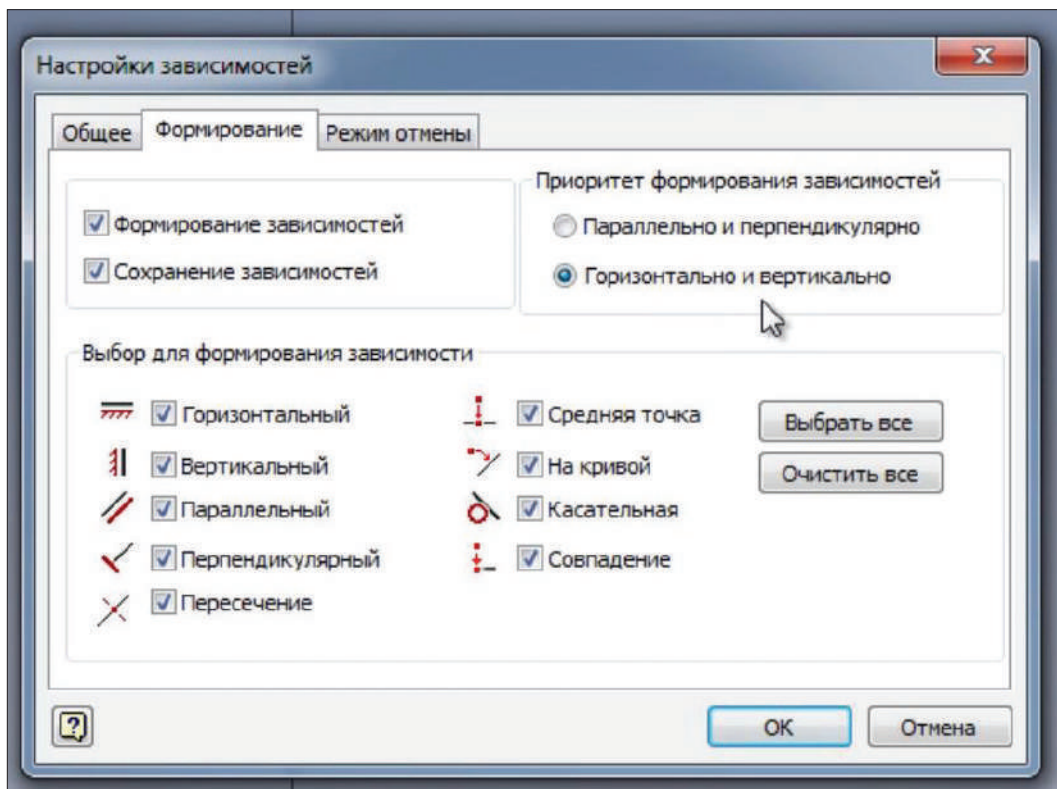 Настройки зависимостей
Общее Формирование Режим отмены
Формирование зависимостей
Сохранение зависимостей
Приоритет формирования зависимостей
Параллельно и перпендикулярно
Горизонтально и вертикально
Выбор для формирования зависимости
Горизонтальный
Вертикальный
Параллельный
Перпендикулярный
Пересечение
Средняя точка
На кривой
Касательная
Совпадение
Выбрать все
Очистить все
?
ОК Отмена